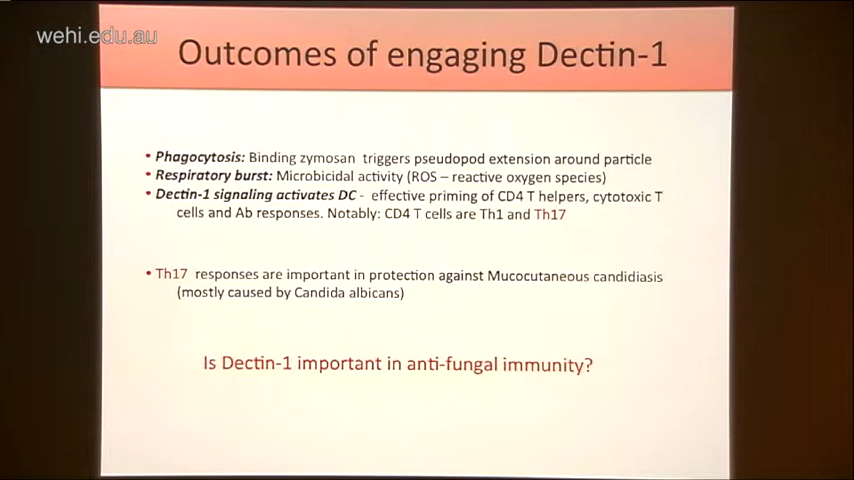 wehi.edu.au
Outcomes of engaging Dectin-1
• Phagocytosis: Binding zymosan triggers pseudopod extension around particle
• Respiratory burst: Microbicidal activity (ROS – reactive oxygen species)
• Dectin-1 signaling activates DC - effective priming of CD4 T helpers, cytotoxic T
cells and Ab responses. Notably: CD4 T cells are Th1 and Th17
• Th17 responses are important in protection against Mucocutaneous candidiasis
(mostly caused by Candida albicans)
Is Dectin-1 important in anti-fungal immunity?